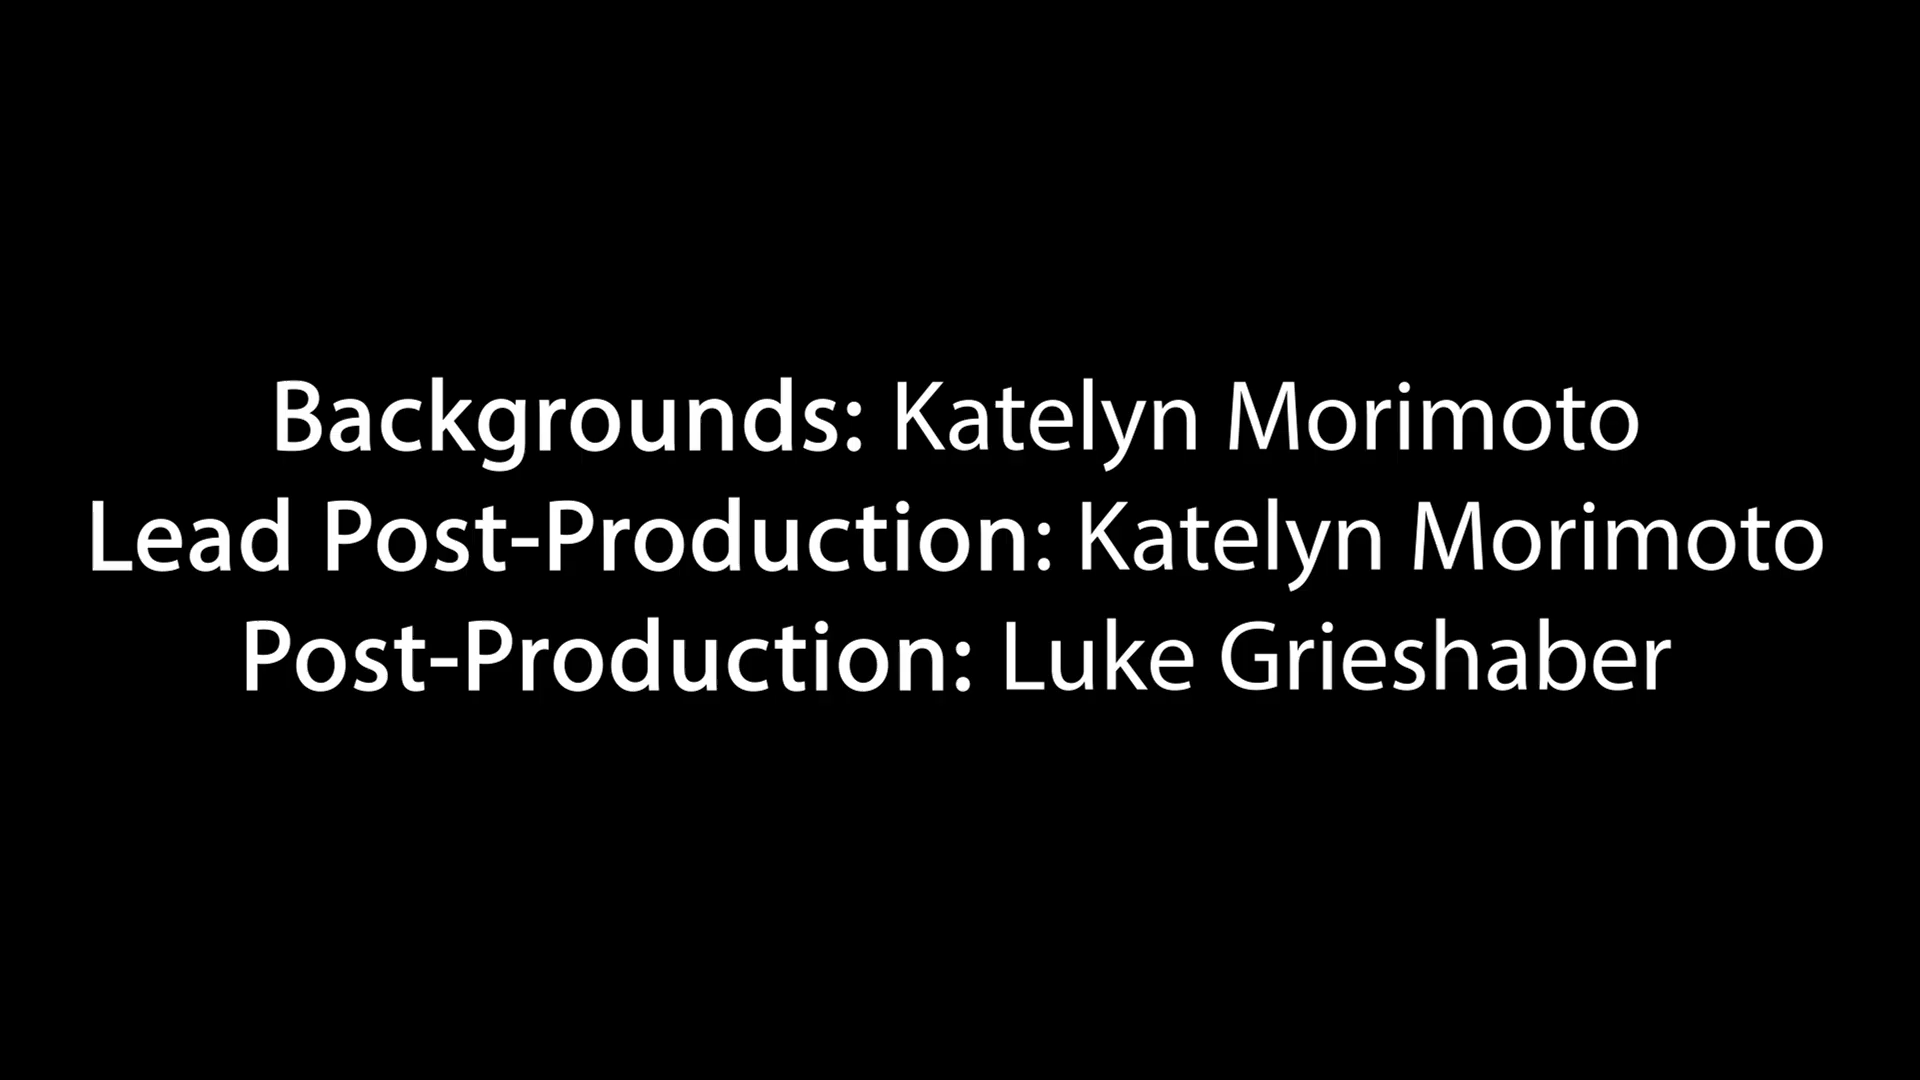 Backgrounds: Katelyn Morimoto
Lead Post-Production: Katelyn Morimoto
Post-Production: Luke Grieshaber